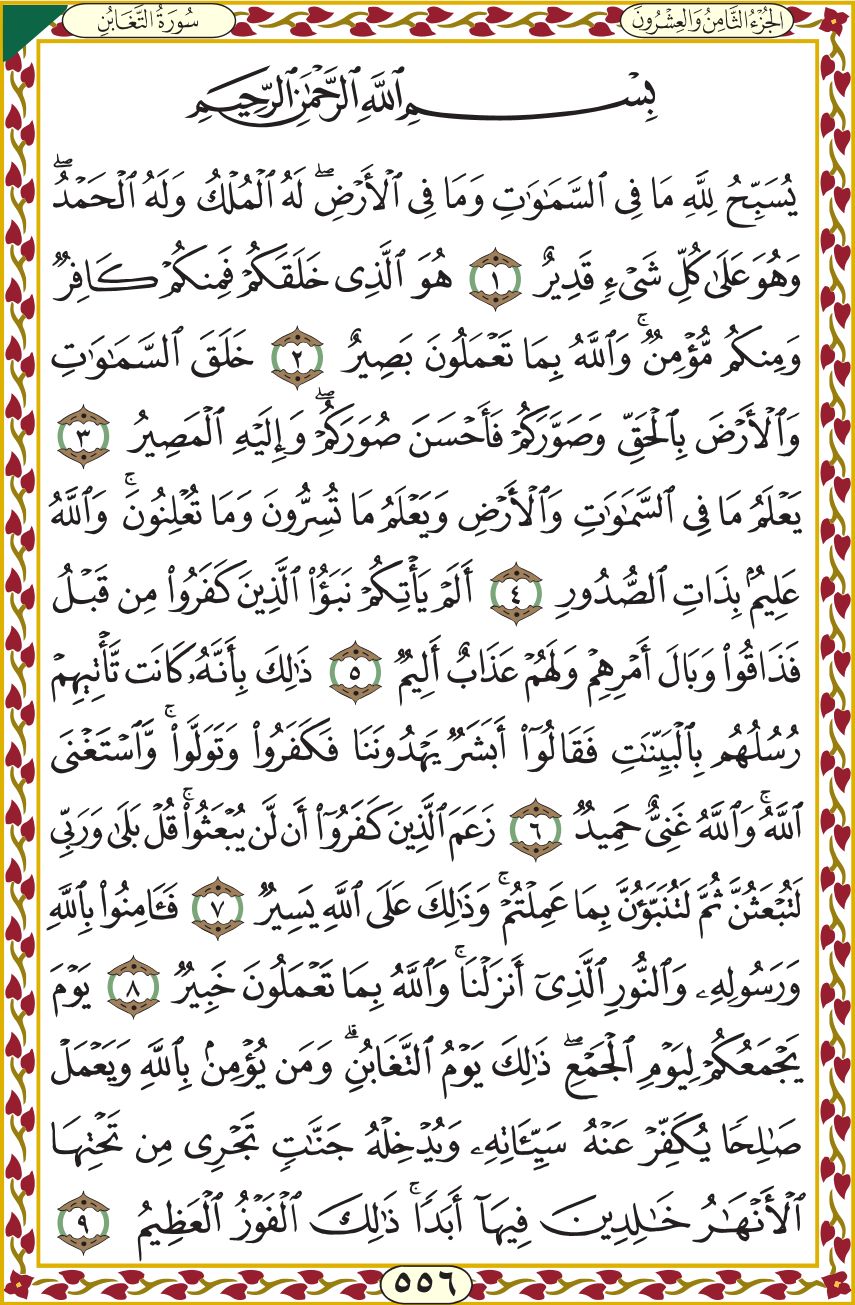 الجُزْءُ الثَّامِنُ وَالعِشْرُونَ
سُورَةُ التَّغَابُنِ
بِسْمِ ٱللَّهِ ٱلرَّحْمَٰنِ ٱلرَّحِيمِ
يُسَبِّحُ لِلَّهِ مَا فِى ٱلسَّمَٰوَٰتِ وَمَا فِى ٱلْأَرْضِۖ لَهُ ٱلْمُلْكُ وَلَهُ ٱلْحَمْدُۖ
وَهُوَ عَلَىٰ كُلِّ شَىْءٍ قَدِيرٌ ١ هُوَ ٱلَّذِى خَلَقَكُمْ فَمِنكُمْ كَافِرٌ
وَمِنكُم مُّؤْمِنٌۚ وَٱللَّهُ بِمَا تَعْمَلُونَ بَصِيرٌ ٢ خَلَقَ ٱلسَّمَٰوَٰتِ
وَٱلْأَرْضَ بِٱلْحَقِّ وَصَوَّرَكُمْ فَأَحْسَنَ صُوَرَكُمْۖ وَإِلَيْهِ ٱلْمَصِيرُ ٣
يَعْلَمُ مَا فِى ٱلسَّمَٰوَٰتِ وَٱلْأَرْضِ وَيَعْلَمُ مَا تُسِرُّونَ وَمَا تُعْلِنُونَۚ وَٱللَّهُ
عَلِيمٌۢ بِذَاتِ ٱلصُّدُورِ ٤ أَلَمْ يَأْتِكُمْ نَبَؤُا۟ ٱلَّذِينَ كَفَرُوا۟ مِن قَبْلُ
فَذَاقُوا۟ وَبَالَ أَمْرِهِمْ وَلَهُمْ عَذَابٌ أَلِيمٌ ٥ ذَٰلِكَ بِأَنَّهُۥ كَانَت تَّأْتِيهِمْ
رُسُلُهُم بِٱلْبَيِّنَٰتِ فَقَالُوٓا۟ أَبَشَرٌ يَهْدُونَنَا فَكَفَرُوا۟ وَتَوَلَّوا۟ۚ وَّٱسْتَغْنَى
ٱللَّهُۚ وَٱللَّهُ غَنِىٌّ حَمِيدٌ ٦ زَعَمَ ٱلَّذِينَ كَفَرُوٓا۟ أَن لَّن يُبْعَثُوا۟ۚ قُلْ بَلَىٰ وَرَبِّى
لَتُبْعَثُنَّ ثُمَّ لَتُنَبَّؤُنَّ بِمَا عَمِلْتُمْۚ وَذَٰلِكَ عَلَى ٱللَّهِ يَسِيرٌ ٧ فَـَٔامِنُوا۟ بِٱللَّهِ
وَرَسُولِهِۦ وَٱلنُّورِ ٱلَّذِىٓ أَنزَلْنَاۚ وَٱللَّهُ بِمَا تَعْمَلُونَ خَبِيرٌ ٨ يَوْمَ
يَجْمَعُكُمْ لِيَوْمِ ٱلْجَمْعِۖ ذَٰلِكَ يَوْمُ ٱلتَّغَابُنِۗ وَمَن يُؤْمِنۢ بِٱللَّهِ وَيَعْمَلْ
صَٰلِحًا يُكَفِّرْ عَنْهُ سَيِّـَٔاتِهِۦ وَيُدْخِلْهُ جَنَّٰتٍ تَجْرِى مِن تَحْتِهَا
ٱلْأَنْهَٰرُ خَٰلِدِينَ فِيهَآ أَبَدًاۚ ذَٰلِكَ ٱلْفَوْزُ ٱلْعَظِيمُ ٩
٥٥٦